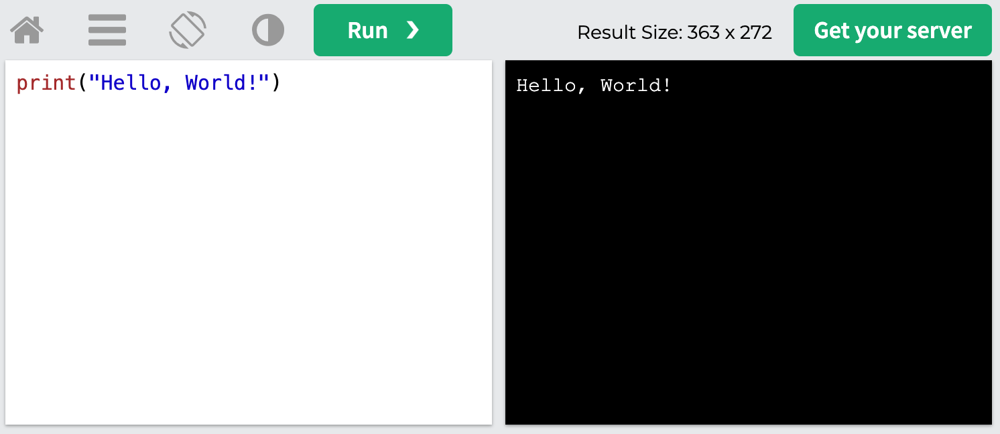 Run ❯
Result Size: 363 x 272
Get your server
print("Hello, World!")
Hello, World!